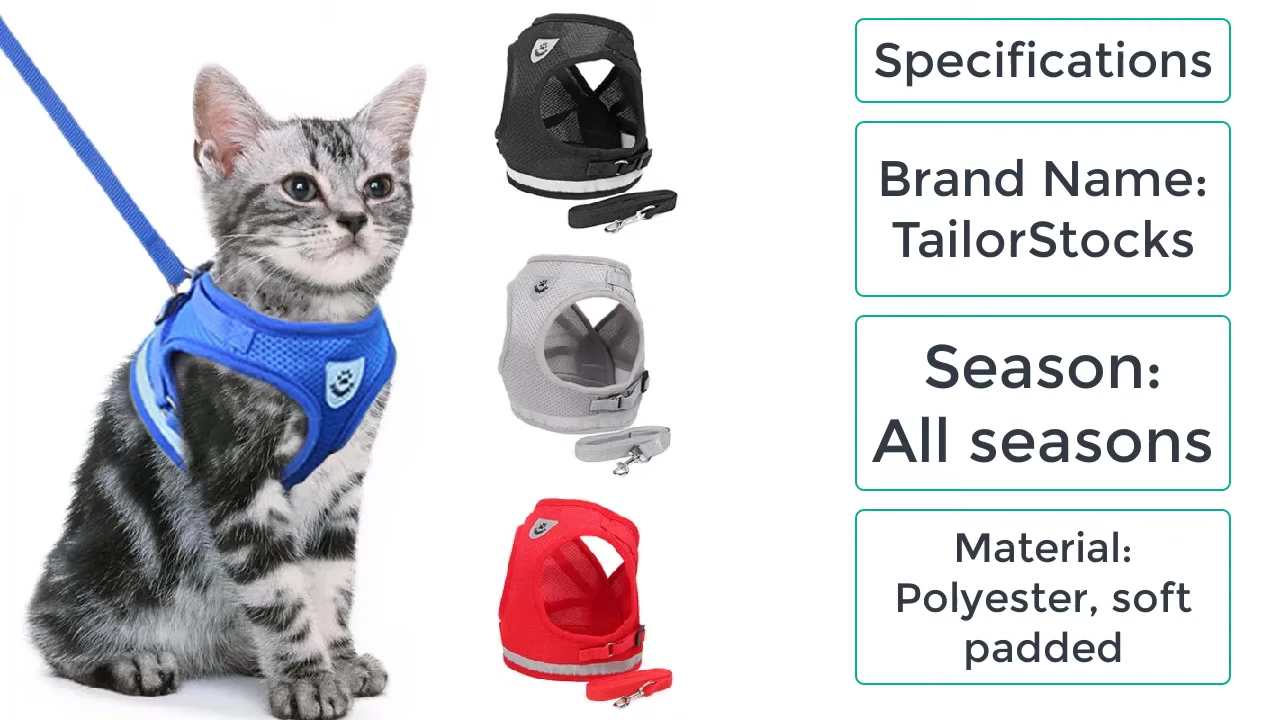 Specifications
Brand Name:
TailorStocks
Season:
All seasons
Material:
Polyester, soft
padded